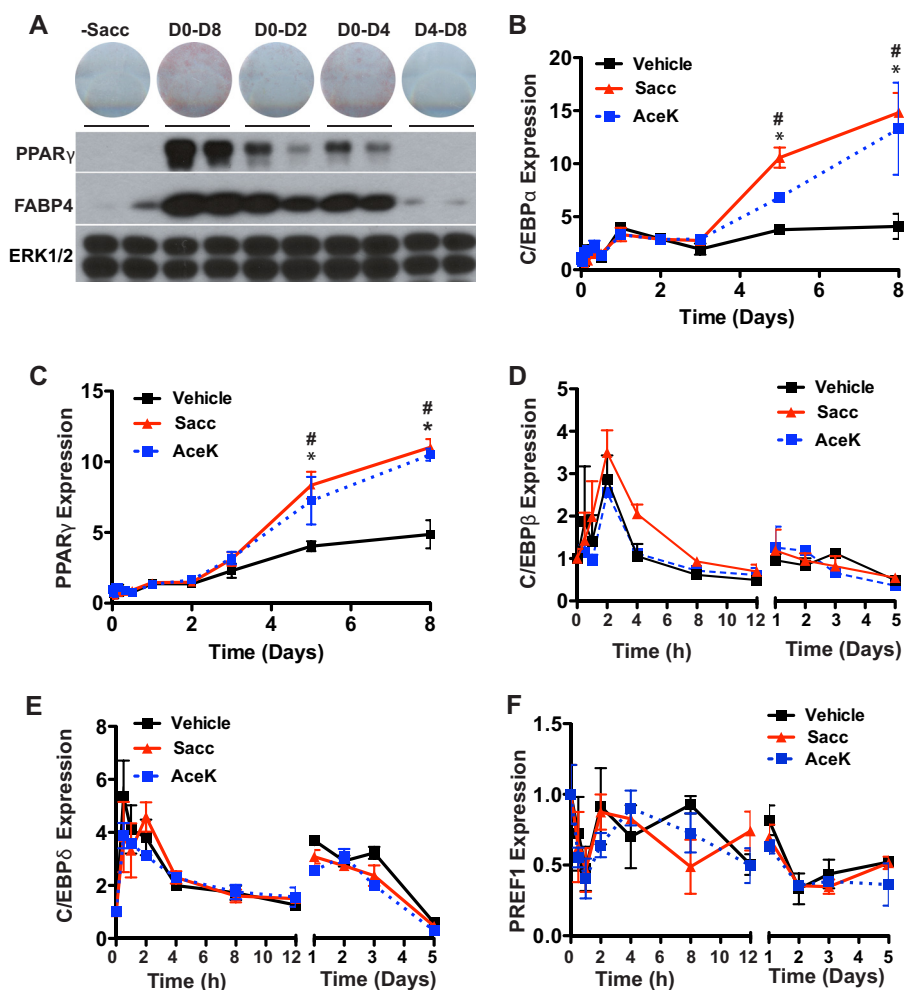 A
-Sacc D0-D8 D0-D2 D0-D4 D4-D8
PPARγ
FABP4
ERK1/2
B
Vehicle
Sacc
AceK
C/EBPα Expression
20
15
10
5
0
# 
*
#
*
0 2 4 6 8
Time (Days)
C
Vehicle
Sacc
AceK
PPARγ Expression
15
10
5
0
#
*
#
*
0 2 4 6 8
Time (Days)
D
Vehicle
Sacc
AceK
C/EBPβ Expression
5
4
3
2
1
0
0 2 4 6 8 10 12 1 2 3 4 5
Time (h) Time (Days)
E
Vehicle
Sacc
AceK
C/EBPδ Expression
8
6
4
2
0
0 2 4 6 8 10 12 1 2 3 4 5
Time (h) Time (Days)
F
Vehicle
Sacc
AceK
PREF1 Expression
1.5
1.0
0.5
0.0
0 2 4 6 8 10 12 1 2 3 4 5
Time (h) Time (Days)